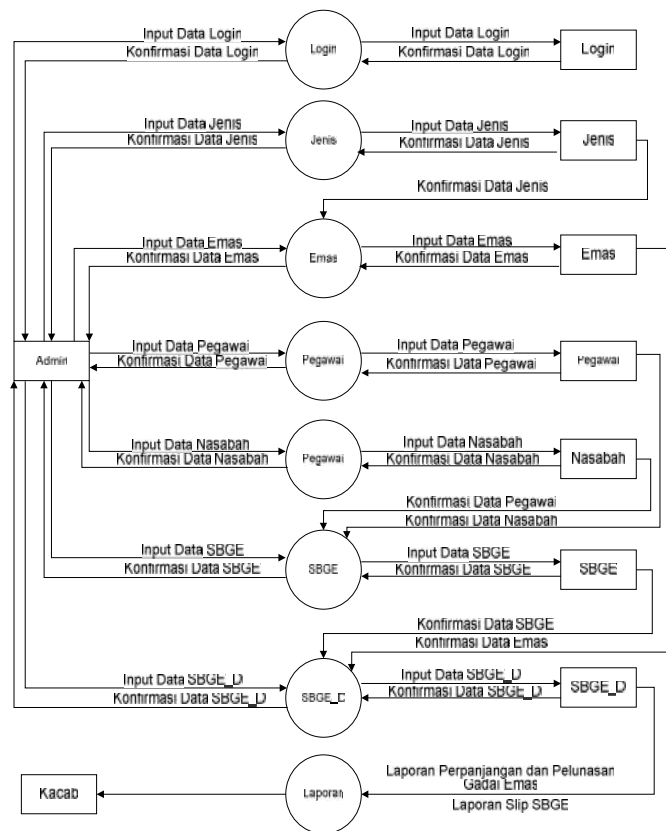 Input Data Login
Konfirmasi Data Login
Login
Input Data Login
Konfirmasi Data Login
Login
Input Data Jenis
Konfirmasi Data Jenis
Jenis
Input Data Jenis
Konfirmasi Data Jenis
Jenis
Konfirmasi Data Jenis
Input Data Emas
Konfirmasi Data Emas
Emas
Input Data Emas
Konfirmasi Data Emas
Emas
Admin
Input Data Pegawai
Konfirmasi Data Pegawai
Pegawai
Input Data Pegawai
Konfirmasi Data Pegawai
Pegawai
Input Data Nasabah
Konfirmasi Data Nasabah
Pegawai
Input Data Nasabah
Konfirmasi Data Nasabah
Nasabah
Konfirmasi Data Pegawai
Konfirmasi Data Nasabah
Input Data SBGE
Konfirmasi Data SBGE
SBGE
Input Data SBGE
Konfirmasi Data SBGE
SBGE
Konfirmasi Data SBGE
Konfirmasi Data Emas
Input Data SBGE_D
Konfirmasi Data SBGE_D
SBGE_D
Input Data SBGE_D
Konfirmasi Data SBGE_D
SBGE_D
Kacab
Laporan
Laporan Perpanjangan dan Pelunasan
Gadai Emas
Laporan Slip SBGE